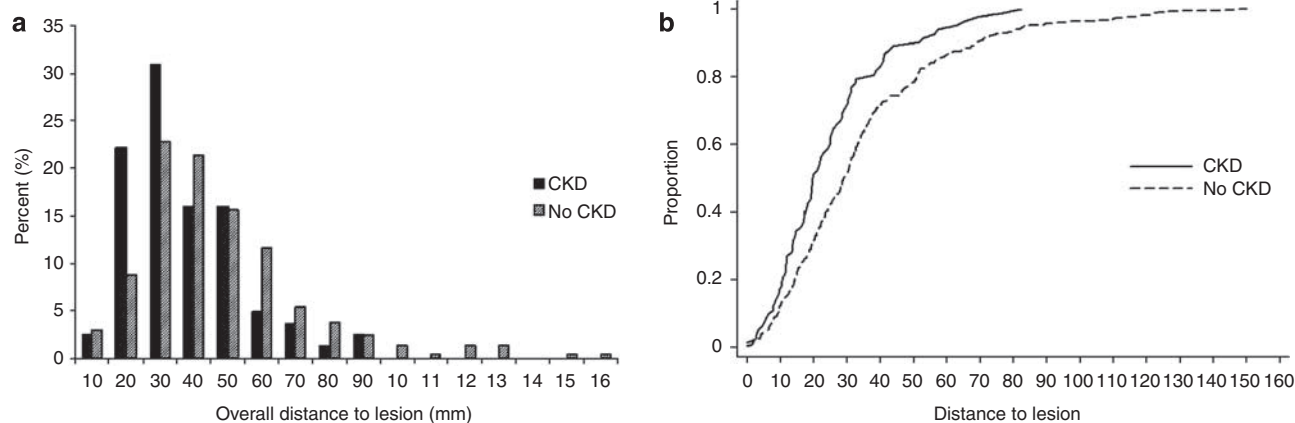 a
35
30
25
20
15
10
5
0
Percent (%)
CKD
No CKD
10 20 30 40 50 60 70 80 90 10 11 12 13 14 15 16
Overall distance to lesion (mm)
b
1
0.8
0.6
0.4
0.2
0
Proportion
CKD
No CKD
0 10 20 30 40 50 60 70 80 90 100 110 120 130 140 150 160
Distance to lesion